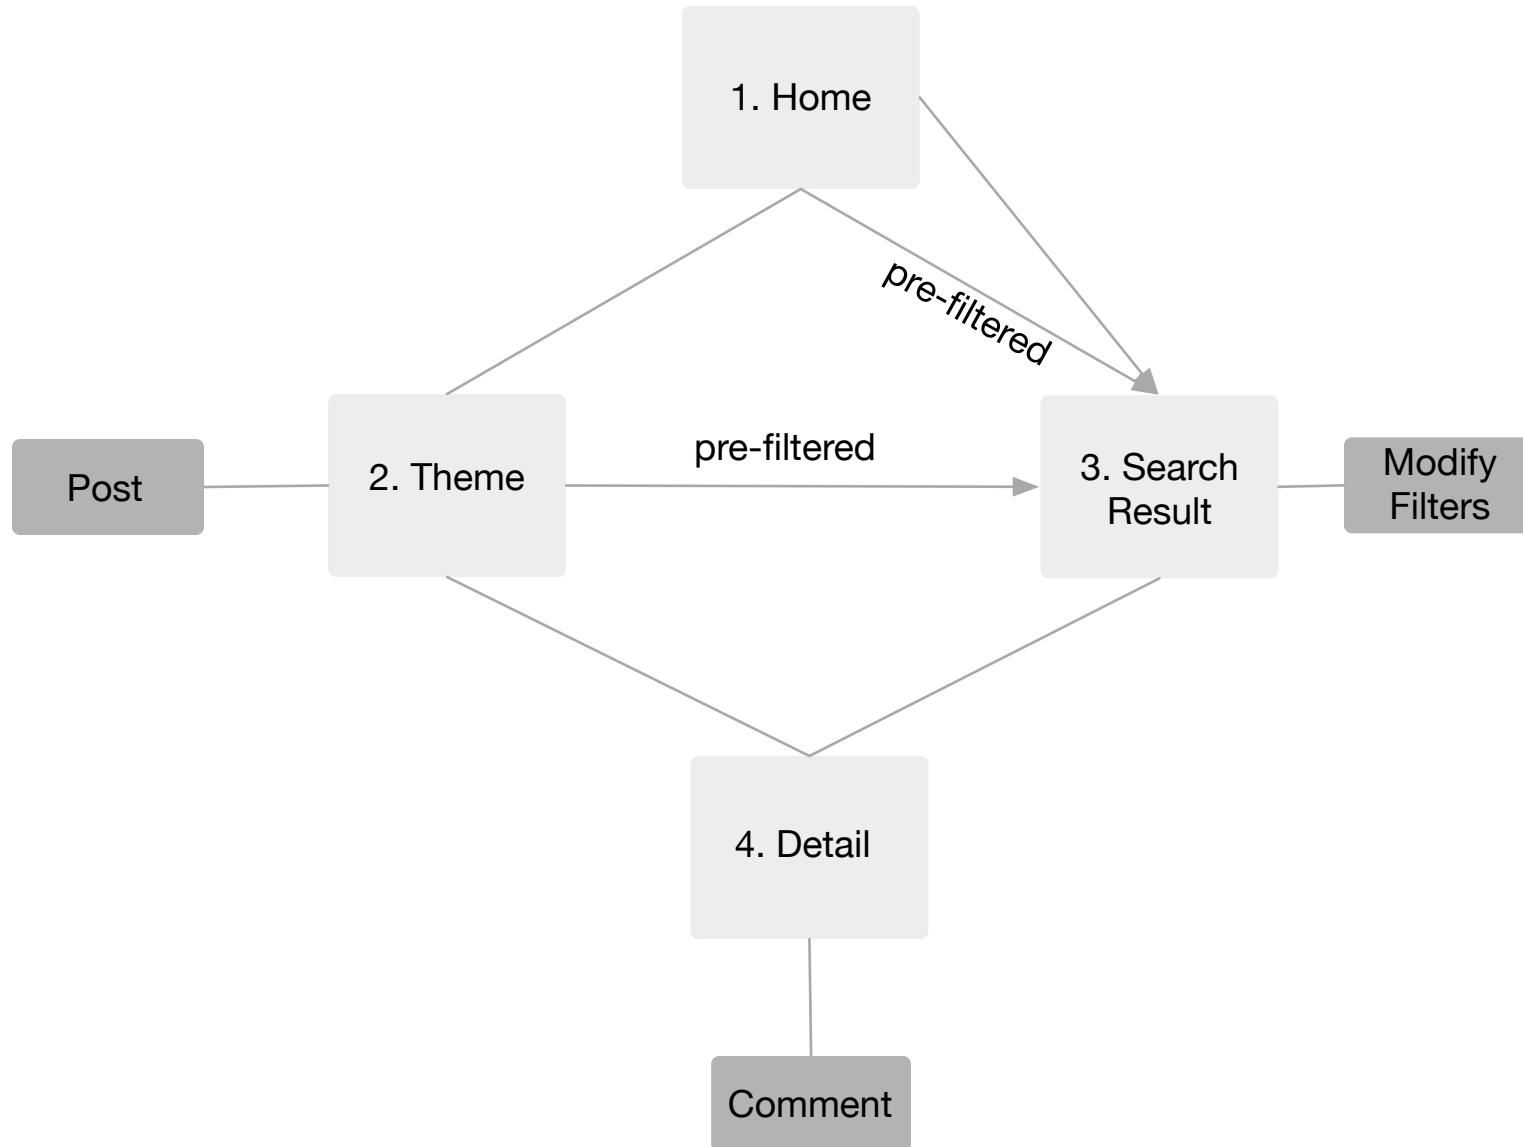 1. Home
pre-filtered
pre-filtered
Post
2. Theme
3. Search
Result
Modify
Filters
4. Detail
Comment